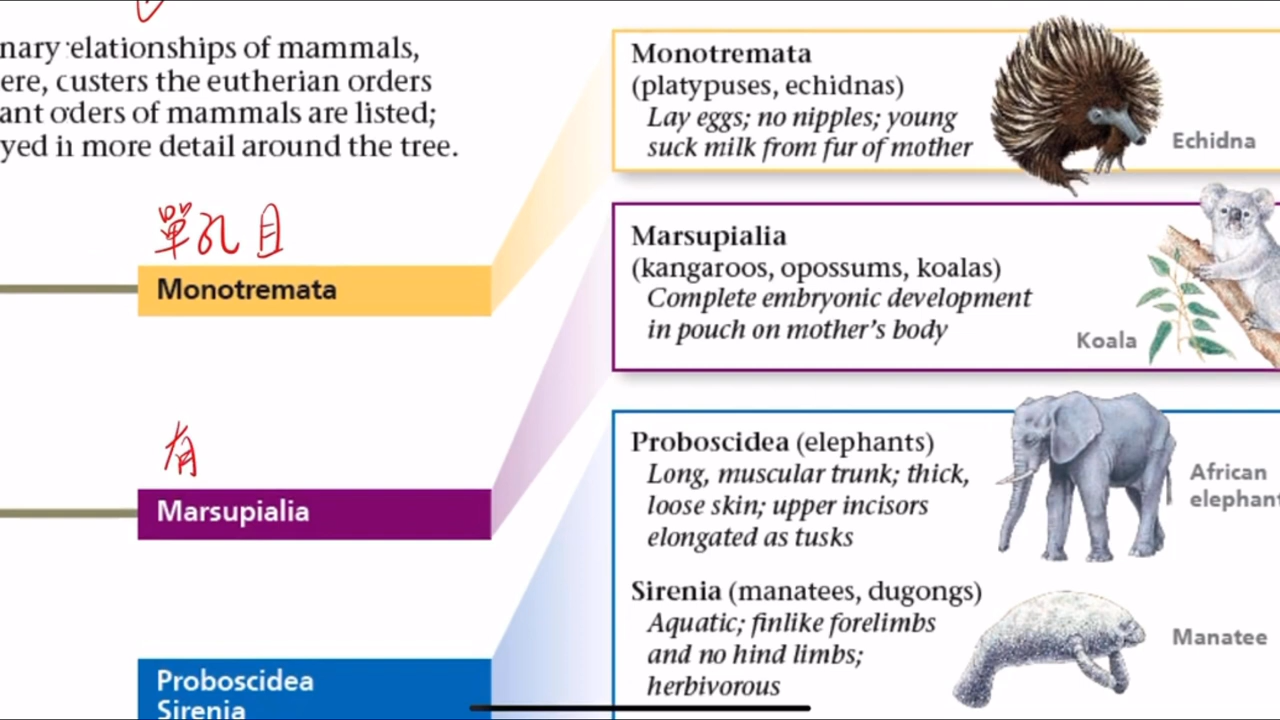 nary relationships of mammals,
ere, custers the eutherian orders
ant oders of mammals are listed;
yed in more detail around the tree.
單孔目
Monotremata
有
Marsupialia
Proboscidea
Sirenia
Monotremata
(platypuses, echidnas)
Lay eggs; no nipples; young
suck milk from fur of mother
Echidna
Marsupialia
(kangaroos, opossums, koalas)
Complete embryonic development
in pouch on mother's body
Koala
Proboscidea (elephants)
Long, muscular trunk; thick,
loose skin; upper incisors
elongated as tusks
African
elephant
Sirenia (manatees, dugongs)
Aquatic; finlike forelimbs
and no hind limbs;
herbivorous
Manatee